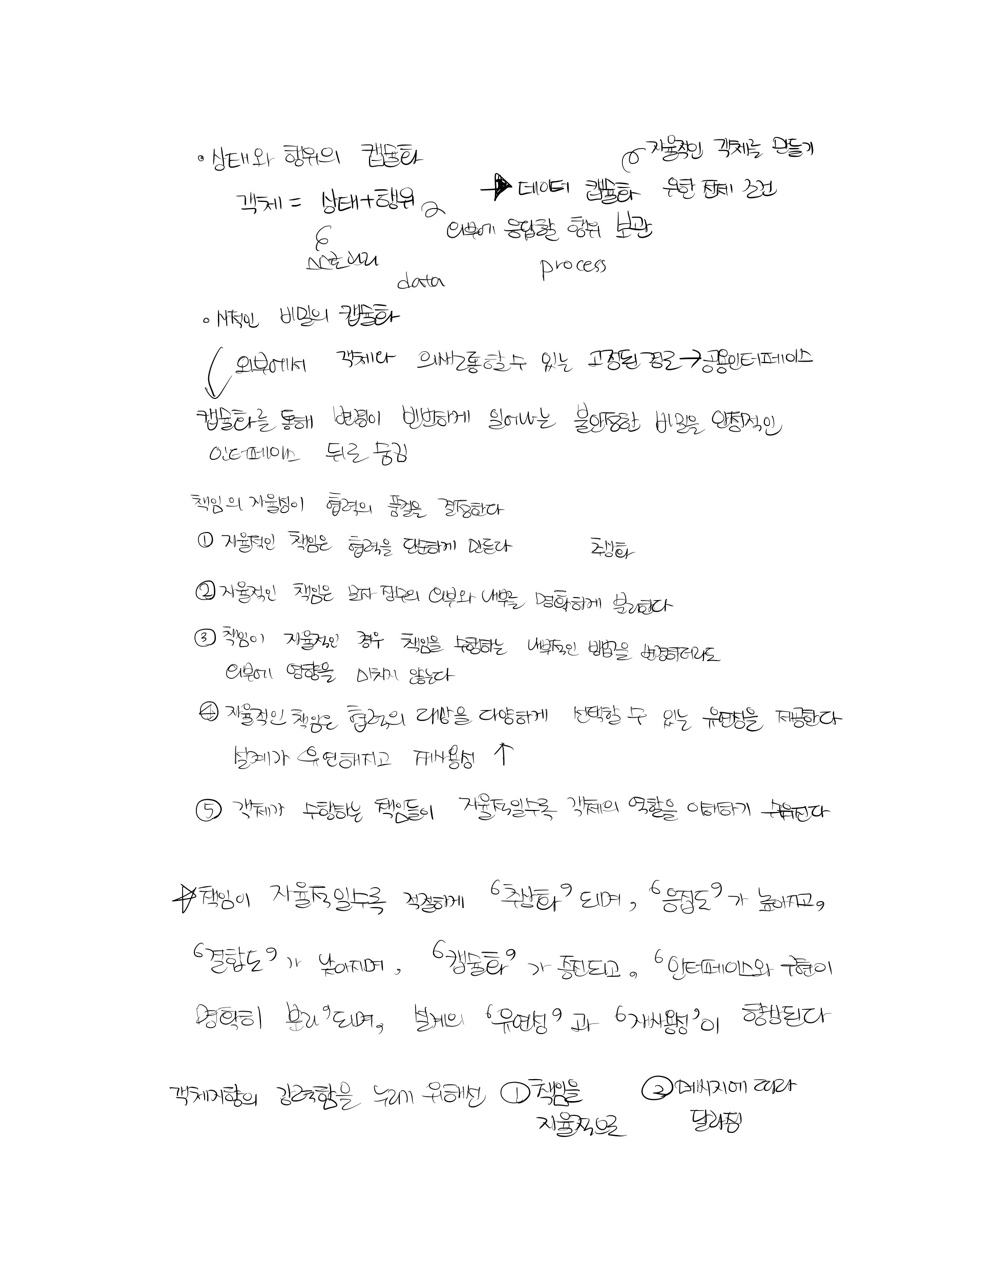 • 상태와 행위의 캡슐화
자율적인 객체를 만들기
객체 = 상태+행위 → 데이터 캡슐화 위한 전제 조건
외부에 응답할 행위 보관
스스로 관리
data
process
• 사적인 비밀의 캡슐화
외부에서 객체와 의사소통할 수 있는 고정된 경로 → 공용인터페이스
캡슐화를 통해 변경이 빈번하게 일어나는 불안정한 비밀을 안정적인
인터페이스 뒤로 숨김
책임의 자율성이 협력의 품질을 결정한다
① 자율적인 책임은 협력을 단순하게 만든다 추상화
② 자율적인 책임은 외부와 내부를 명확하게 분리한다
③ 책임이 자율적인 경우 책임을 수행하는 내부적인 방법을 변경하더라도
외부에 영향을 미치지 않는다
④ 자율적인 책임은 협력의 대상을 다양하게 선택할 수 있는 유연성을 제공한다
설계가 유연해지고 재사용성 ↑
⑤ 객체가 수행하는 책임들이 자율적일수록 객체의 역할을 이해하기 쉬워진다
책임이 자율적일수록 적절하게 '추상화'되며, '응집도'가 높아지고,
'결합도'가 낮아지며, '캡슐화'가 증진되고, '인터페이스와 구현이
명확히 분리'되며, 설계의 '유연성'과 '재사용성'이 향상된다
객체지향의 강력함을 누리기 위해선 ① 책임을 ② 메시지에 따라
자율적으로 달라짐